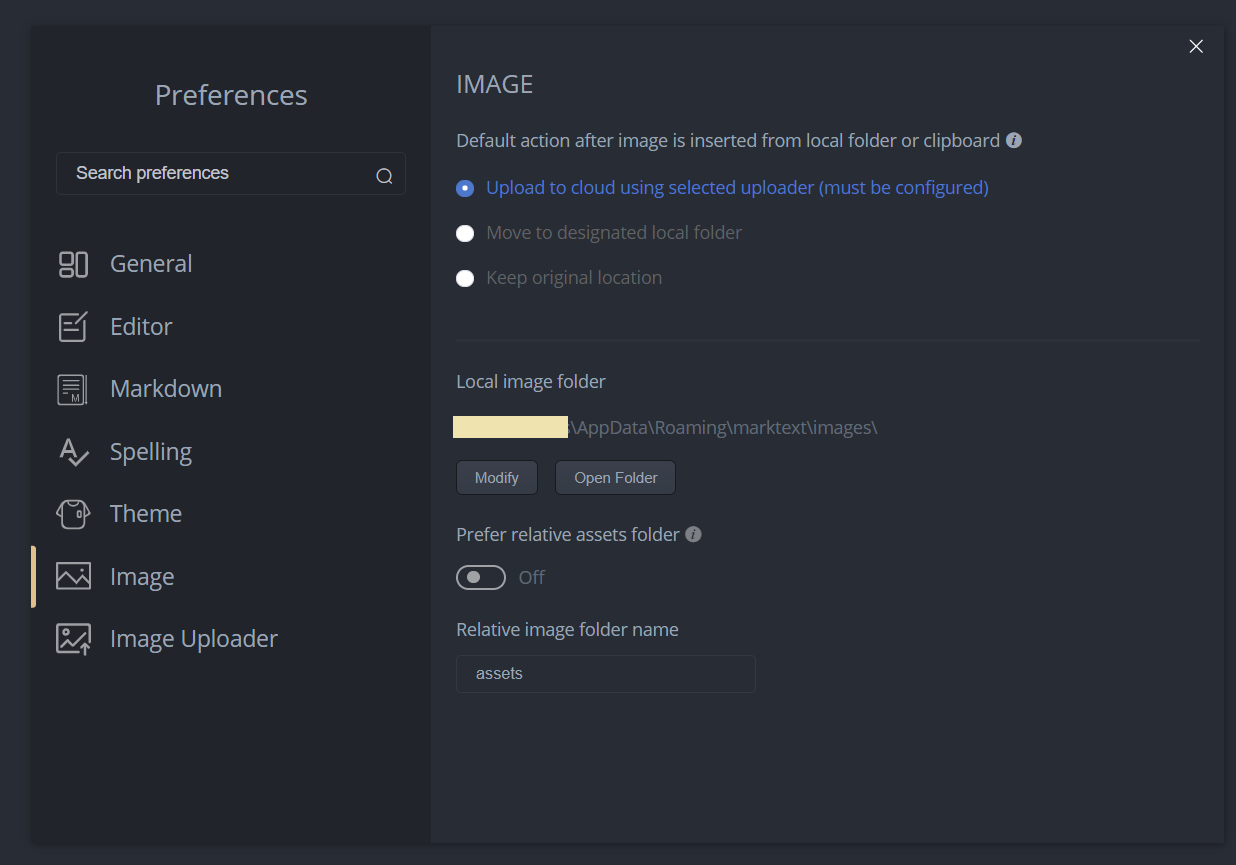 Preferences
Search preferences
General
Editor
Markdown
Spelling
Theme
Image
Image Uploader
IMAGE
Default action after image is inserted from local folder or clipboard
Upload to cloud using selected uploader (must be configured)
Move to designated local folder
Keep original location
Local image folder
\AppData\Roaming\marktext\images\
Modify
Open Folder
Prefer relative assets folder
Off
Relative image folder name
assets